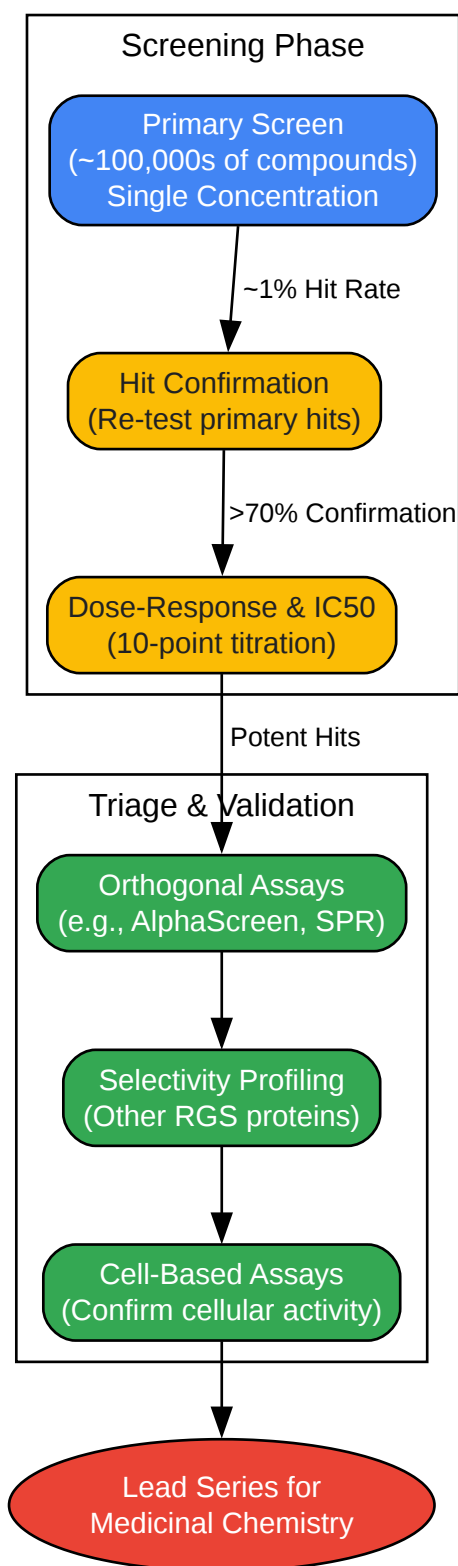 Screening Phase
Primary Screen
(~100,000s of compounds)
Single Concentration
~1% Hit Rate
Hit Confirmation
(Re-test primary hits)
>70% Confirmation
Dose-Response & IC50
(10-point titration)
Potent Hits
Triage & Validation
Orthogonal Assays
(e.g., AlphaScreen, SPR)
Selectivity Profiling
(Other RGS proteins)
Cell-Based Assays
(Confirm cellular activity)
Lead Series for
Medicinal Chemistry